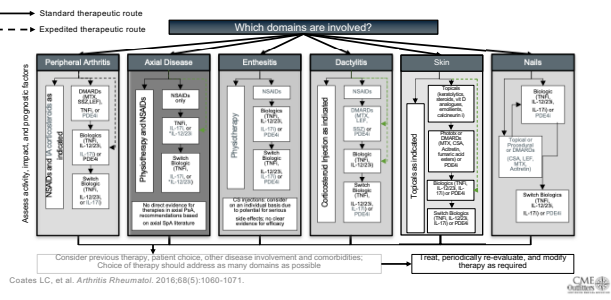 Standard therapeutic route
Expedited therapeutic route
Which domains are involved?
Assess activity, impact, and prognostic factors
Peripheral Arthritis
NSAIDs and IA corticosteroids as indicated
DMARDs
(MTX,
SSZ,LEF),
TNFi, or
PDE4i
Biologics
(TNFi,
IL-12/23i,
IL-17i) or
PDE4i
Switch
Biologic
(TNFi,
IL-12/23i,
or IL-17i)
Axial Disease
Physiotherapy and NSAIDs
NSAIDs
only
TNFi,
IL-17i or
IL-12/23i
Switch
Biologic
(TNFi,
IL-17i or
IL-12/23i)
No direct evidence for
therapies in axial PsA,
recommendations based
on axial SpA literature
Enthesitis
Physiotherapy
NSAIDs
Biologics
(TNFi,
IL-12/23i,
IL-17i) or
PDE4i
Switch
Biologic
(TNFi,
IL-12/23i,
IL-17i) or
PDE4i
CS injections: consider
on an individual basis due
to potential for serious
side effects; no clear
evidence for efficacy
Dactylitis
Corticosteroid Injection as indicated
NSAIDs
DMARDs
(MTX,
LEF,
SSZ) or
PDE4i
Biologic
(TNFi,
IL-12/23i,
Switch
Biologic
(TNFi,
IL-12/23i,
IL-17i) or
PDE4i
Skin
Topicals as indicated
Topicals
(keratolytics,
steroids, vit D
analogues,
emollients,
calcineurin i)
Phototx or
DMARDs
(MTX, CSA,
Acitretin,
fumaric acid
esters) or
PDE4i
Biologics (TNFi,
IL-12/23i, IL-
17i) or PDE4i
Switch Biologics
(TNFi, IL-12/23i,
IL-17i) or PDE4i
Nails
Biologic
(TNFi,
IL-12/23i,
IL-17i) or
PDE4i
Topical or
Procedural
or DMARDs
(CSA, LEF,
MTX,
Acitretin)
Switch Biologics
(TNFi, IL-12/23i,
IL-17i) or PDE4i
Consider previous therapy, patient choice, other disease involvement and comorbidities;
Choice of therapy should address as many domains as possible
Treat, periodically re-evaluate, and modify
therapy as required
Coates LC, et al. Arthritis Rheumatol. 2016;68(5):1060-1071.
CME
Outfitters